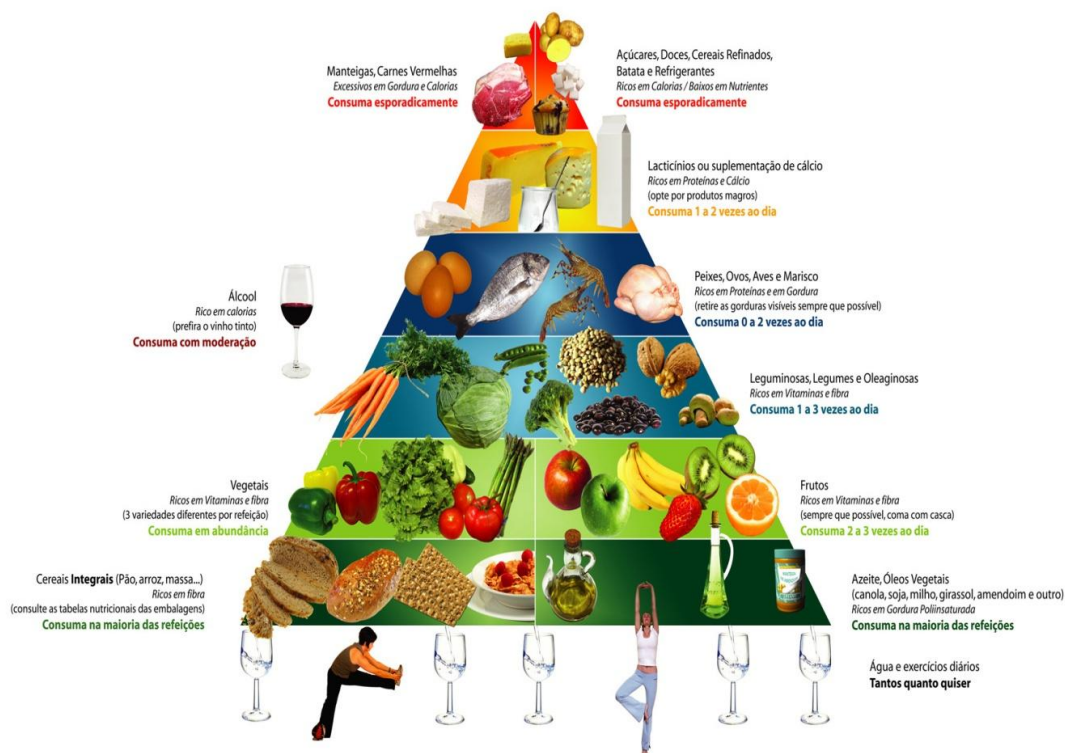 Manteigas, Carnes Vermelhas
Excessivos em Gordura e Calorias
Consuma esporadicamente
Açúcares, Doces, Cereais Refinados,
Batata e Refrigerantes
Ricos em Calorias / Baixos em Nutrientes
Consuma esporadicamente
Lacticínios ou suplementação de cálcio
Ricos em Proteínas e Cálcio
(opte por produtos magros)
Consuma 1 a 2 vezes ao dia
Peixes, Ovos, Aves e Marisco
Ricos em Proteínas e em Gordura
(retire as gorduras visíveis sempre que possível)
Consuma 0 a 2 vezes ao dia
Álcool
Rico em calorias
(prefira o vinho tinto)
Consuma com moderação
Leguminosas, Legumes e Oleaginosas
Ricos em Vitaminas e fibra
Consuma 1 a 3 vezes ao dia
Vegetais
Ricos em Vitaminas e fibra
(3 variedades diferentes por refeição)
Consuma em abundância
Frutos
Ricos em Vitaminas e fibra
(sempre que possível, coma com casca)
Consuma 2 a 3 vezes ao dia
Cereais Integrais (Pão, arroz, massa...)
Ricos em fibra
(consulte as tabelas nutricionais das embalagens)
Consuma na maioria das refeições
Azeite, Óleos Vegetais
(canola, soja, milho, girassol, amendoim e outro)
Ricos em Gordura Poliinsaturada
Consuma na maioria das refeições
Água e exercícios diários
Tantos quanto quiser